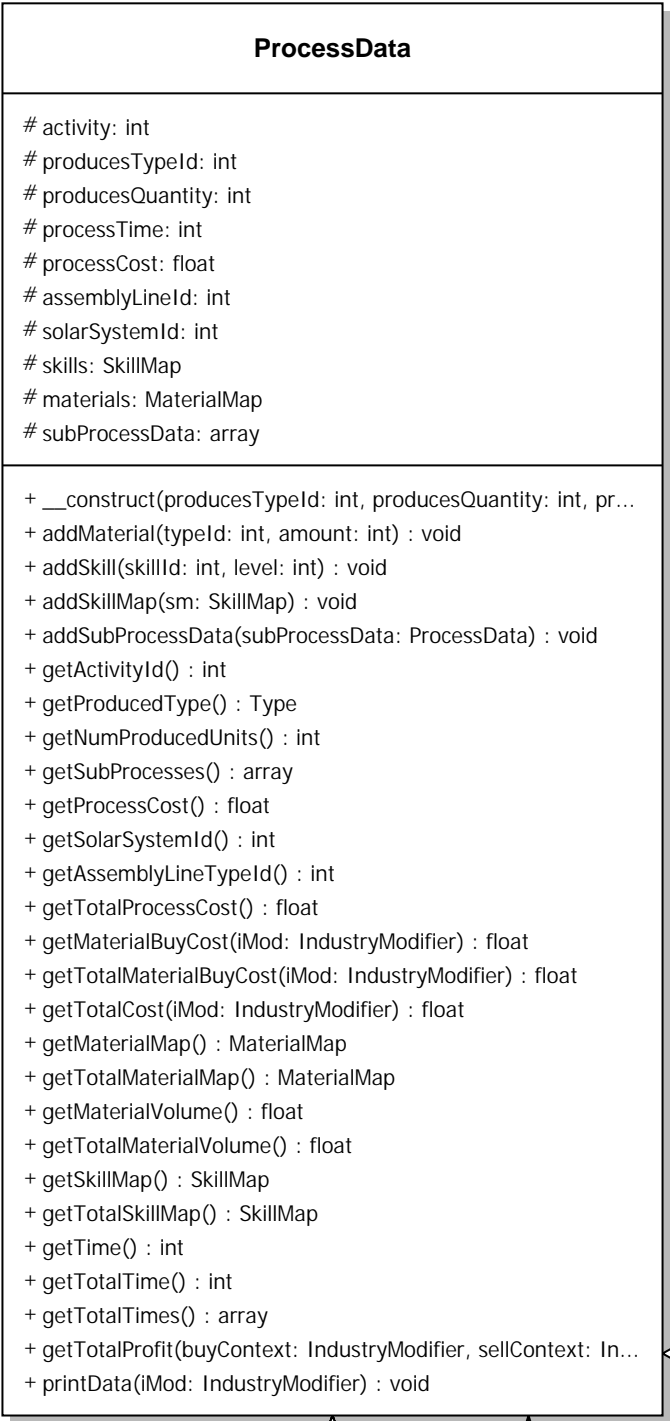 ProcessData
# activity: int
# producesTypeId: int
# producesQuantity: int
# processTime: int
# processCost: float
# assemblyLineId: int
# solarSystemId: int
# skills: SkillMap
# materials: MaterialMap
# subProcessData: array
+ __construct(producesTypeId: int, producesQuantity: int, pr...
+ addMaterial(typeId: int, amount: int) : void
+ addSkill(skillId: int, level: int) : void
+ addSkillMap(sm: SkillMap) : void
+ addSubProcessData(subProcessData: ProcessData) : void
+ getActivityId() : int
+ getProducedType() : Type
+ getNumProducedUnits() : int
+ getSubProcesses() : array
+ getProcessCost() : float
+ getSolarSystemId() : int
+ getAssemblyLineTypeId() : int
+ getTotalProcessCost() : float
+ getMaterialBuyCost(iMod: IndustryModifier) : float
+ getTotalMaterialBuyCost(iMod: IndustryModifier) : float
+ getTotalCost(iMod: IndustryModifier) : float
+ getMaterialMap() : MaterialMap
+ getTotalMaterialMap() : MaterialMap
+ getMaterialVolume() : float
+ getTotalMaterialVolume() : float
+ getSkillMap() : SkillMap
+ getTotalSkillMap() : SkillMap
+ getTime() : int
+ getTotalTime() : int
+ getTotalTimes() : array
+ getTotalProfit(buyContext: IndustryModifier, sellContext: In...
+ printData(iMod: IndustryModifier) : void